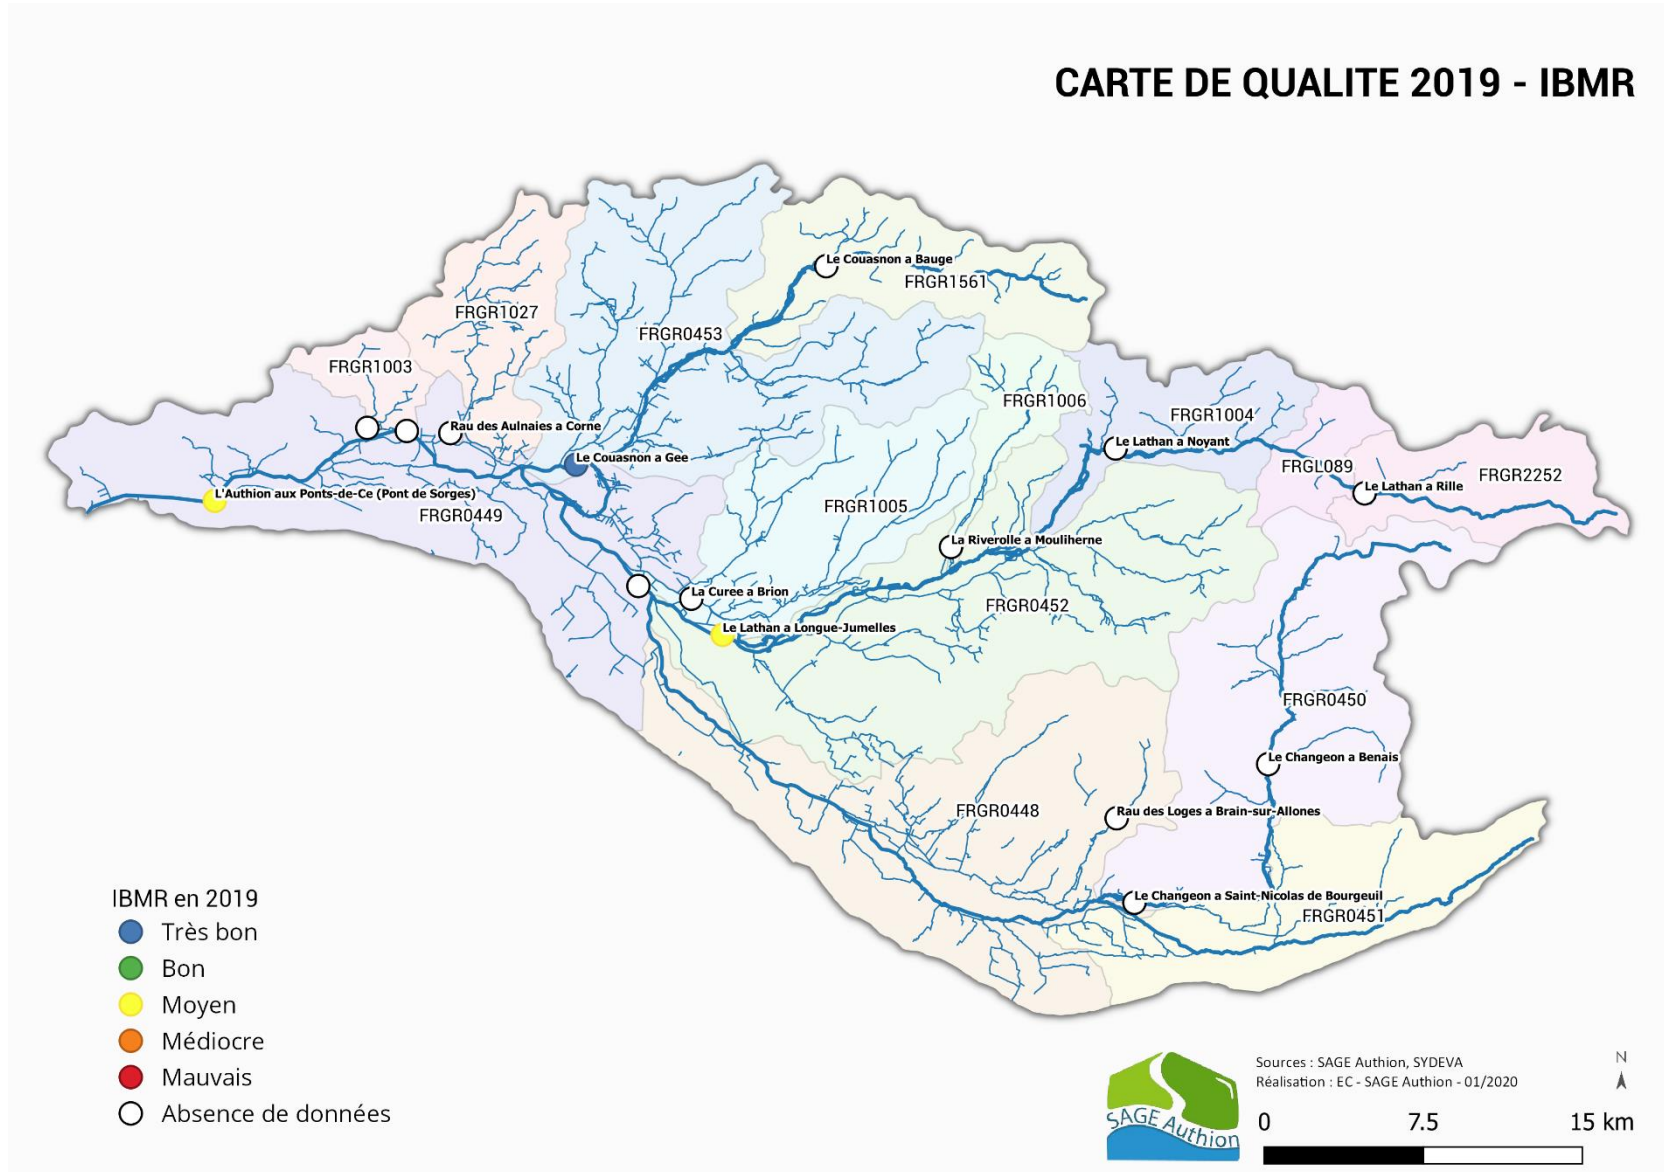 CARTE DE QUALITE 2019 - IBMR
Le Couasnon a Bauge
FRGR1561
FRGR1027
FRGR0453
FRGR1003
FRGR1006
FRGR1004
Rau des Aulnaies a Corne
Le Lathan a Noyant
Le Couasnon a Gee
FRGL089
FRGR2252
Le Lathan a Rille
L'Authion aux Ponts-de-Ce (Pont de Sorges)
FRGR0449
FRGR1005
La Riverolle a Mouliherne
La Curee a Brion
FRGR0452
Le Lathan a Longue-Jumelles
FRGR0450
Le Changeon a Benais
FRGR0448
Rau des Loges a Brain-sur-Allones
Le Changeon a Saint-Nicolas de Bourgeuil
FRGR0451
IBMR en 2019
Très bon
Bon
Moyen
Médiocre
Mauvais
Absence de données
SAGE Authion
Sources : SAGE Authion, SYDEVA
Réalisation : EC - SAGE Authion - 01/2020
N
0 7.5 15 km